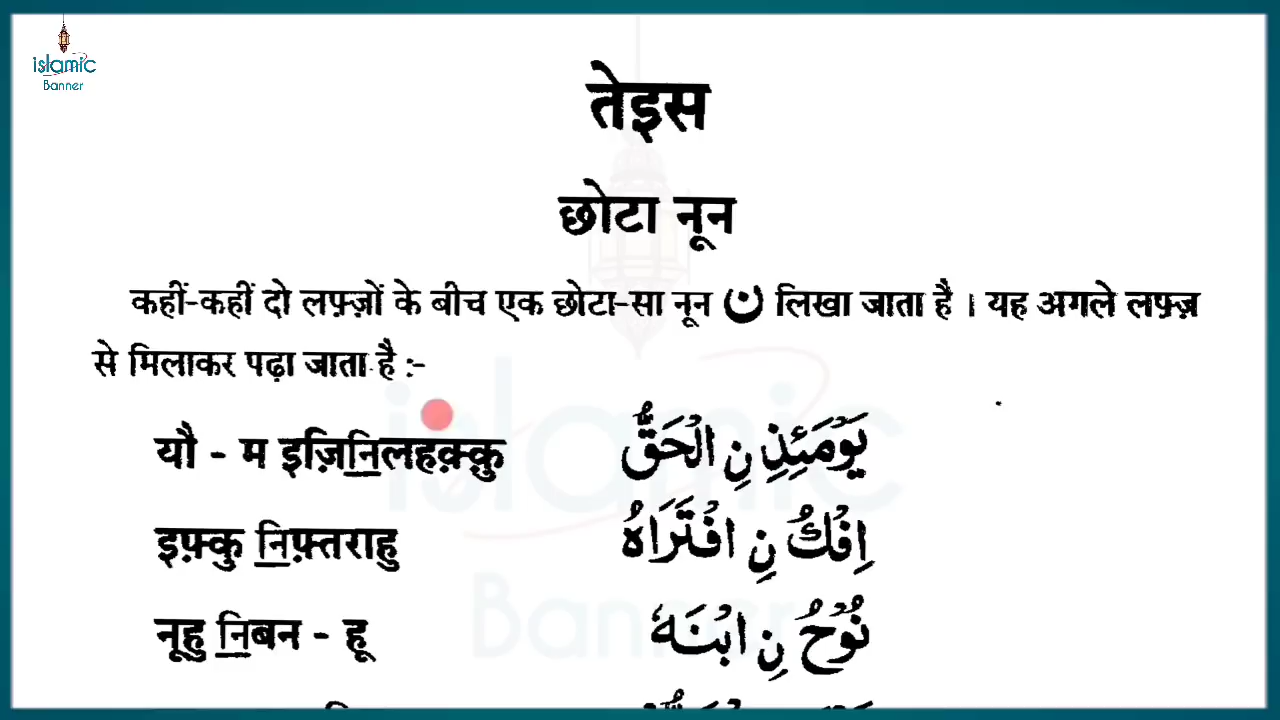 islamic
Banner
तेइस
छोटा नून
कहीं-कहीं दो लफ़्ज़ों के बीच एक छोटा-सा नून ن लिखा जाता है । यह अगले लफ़्ज़
से मिलाकर पढ़ा जाता है :-
यौ - म इज़िनिलहक़्क़ु يَوْمَئِذِ نِ الْحَقُّ
इफ़्कु निफ़्तराहु اِفْكُ نِ افْتَرَاهُ
नूहु निबन - हू نُوْحُ نِ ابْنَهٗ